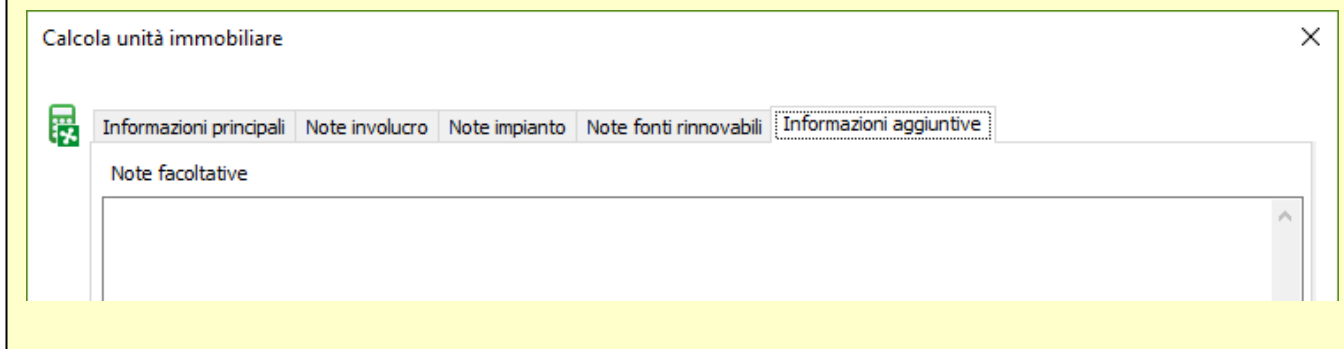 Calcola unità immobiliare
Informazioni principali Note involucro Note impianto Note fonti rinnovabili Informazioni aggiuntive
Note facoltative